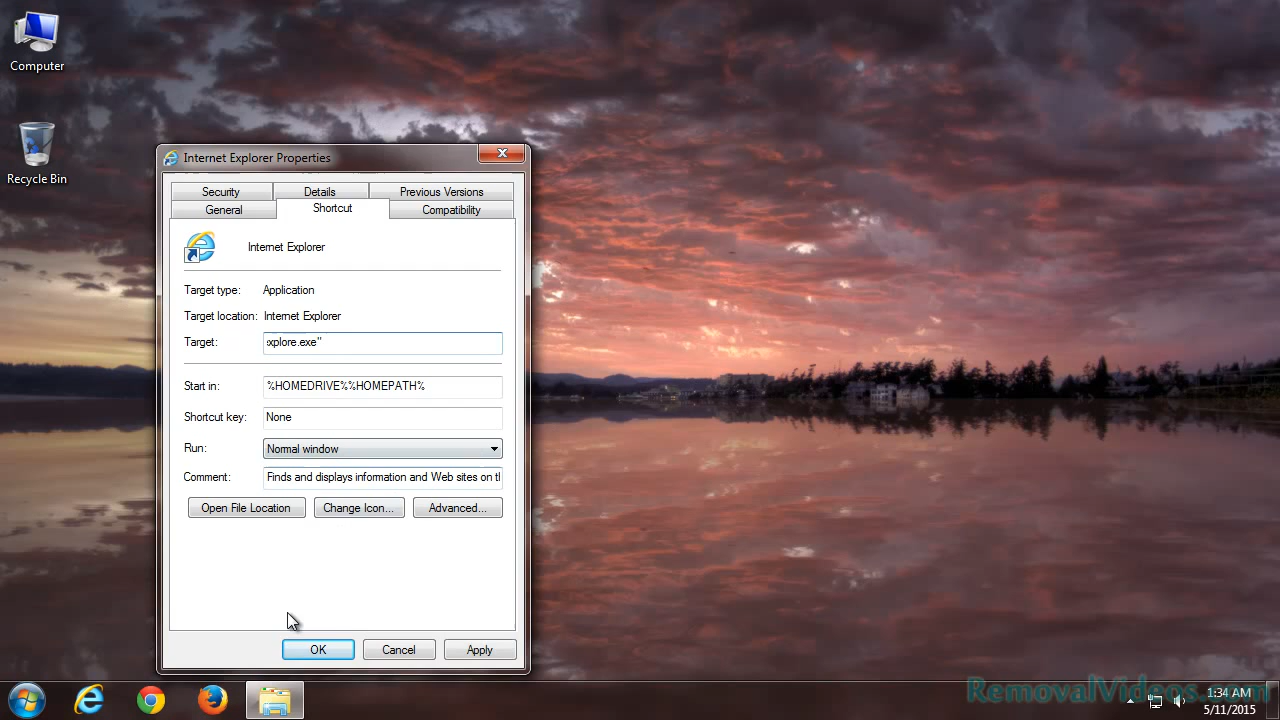 Computer
Recycle Bin
Internet Explorer Properties
Security Details Previous Versions
General Shortcut Compatibility
Internet Explorer
Target type: Application
Target location: Internet Explorer
Target: xplore.exe"
Start in: %HOMEDRIVE%%HOMEPATH%
Shortcut key: None
Run: Normal window
Comment: Finds and displays information and Web sites on tl
Open File Location Change Icon... Advanced...
OK Cancel Apply
RemovalVideos.com
1:34 AM
5/11/2015